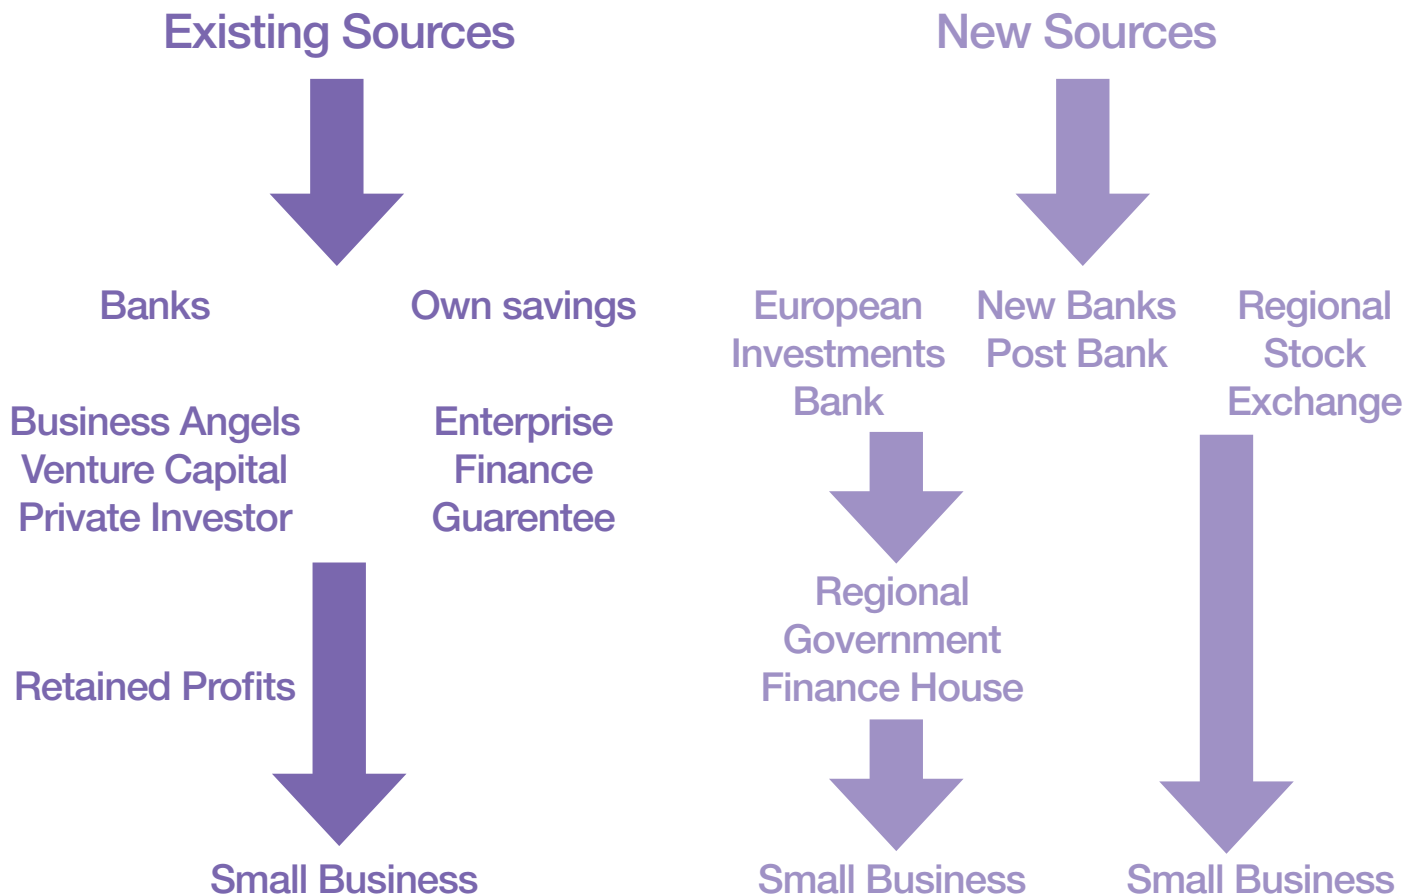 Existing Sources
Banks
Own savings
Business Angels
Venture Capital
Private Investor
Enterprise
Finance
Guarentee
Retained Profits
Small Business
New Sources
European
Investments
Bank
New Banks
Post Bank
Regional
Stock
Exchange
Regional
Government
Finance House
Small Business
Small Business